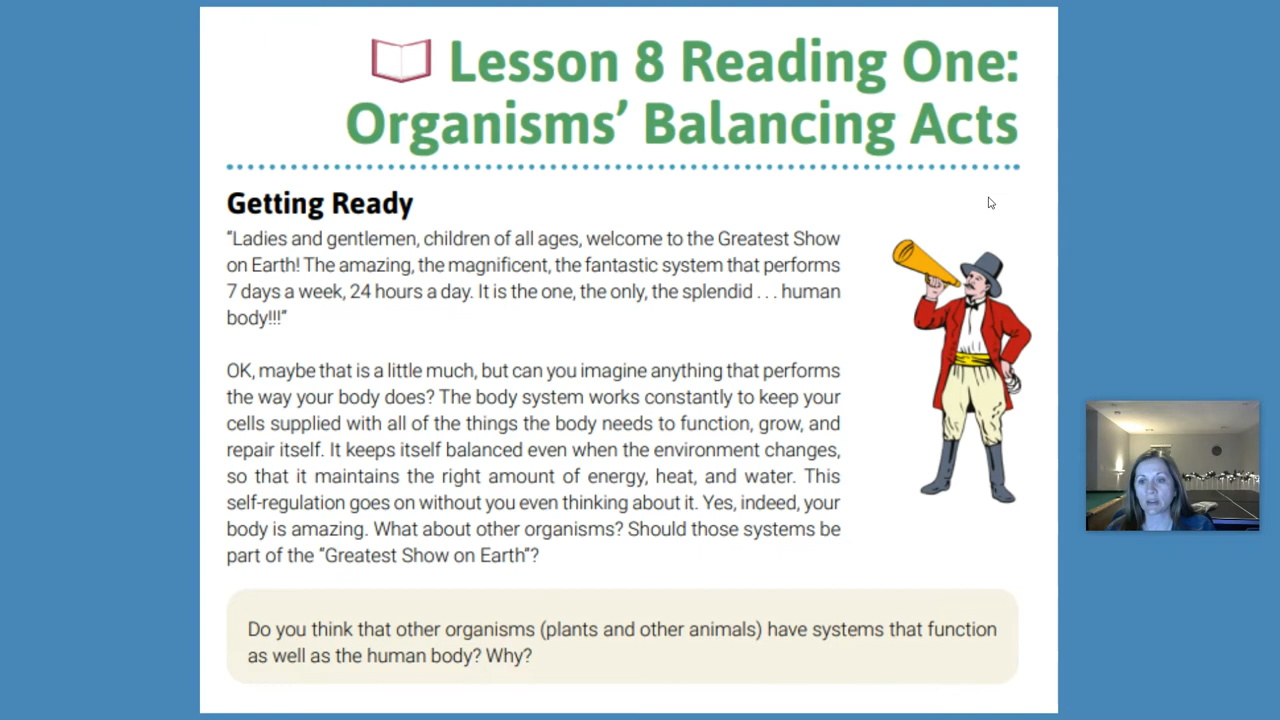 Lesson 8 Reading One:
Organisms’ Balancing Acts
Getting Ready
“Ladies and gentlemen, children of all ages, welcome to the Greatest Show
on Earth! The amazing, the magnificent, the fantastic system that performs
7 days a week, 24 hours a day. It is the one, the only, the splendid . . . human
body!!!”
OK, maybe that is a little much, but can you imagine anything that performs
the way your body does? The body system works constantly to keep your
cells supplied with all of the things the body needs to function, grow, and
repair itself. It keeps itself balanced even when the environment changes,
so that it maintains the right amount of energy, heat, and water. This
self-regulation goes on without you even thinking about it. Yes, indeed, your
body is amazing. What about other organisms? Should those systems be
part of the “Greatest Show on Earth”?
Do you think that other organisms (plants and other animals) have systems that function
as well as the human body? Why?